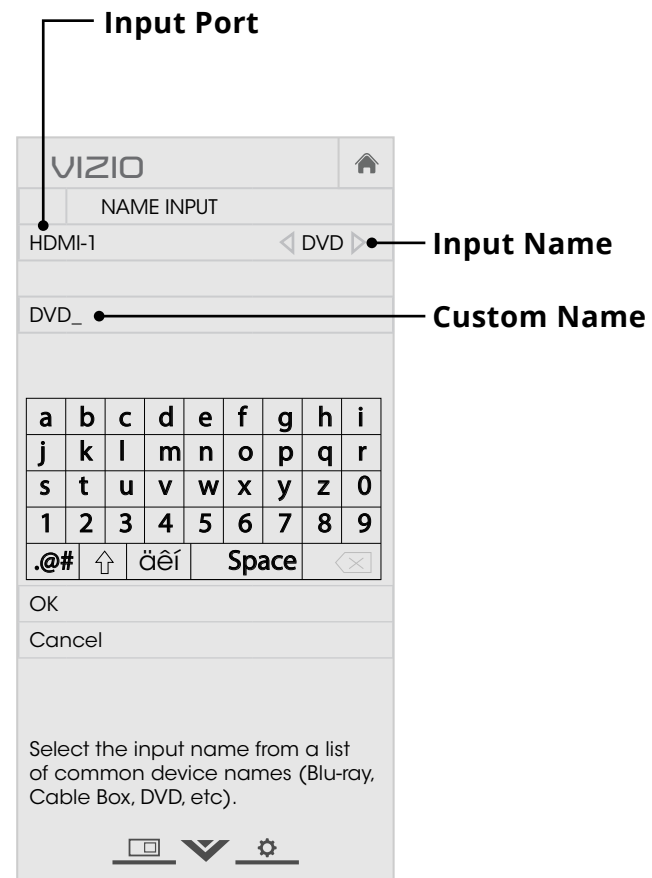 Input Port
VIZIO
NAME INPUT
HDMI-1 DVD
Input Name
DVD_
Custom Name
a b c d e f g h i
j k l m n o p q r
s t u v w x y z 0
1 2 3 4 5 6 7 8 9
.@# äêí Space
OK
Cancel
Select the input name from a list
of common device names (Blu-ray,
Cable Box, DVD, etc).